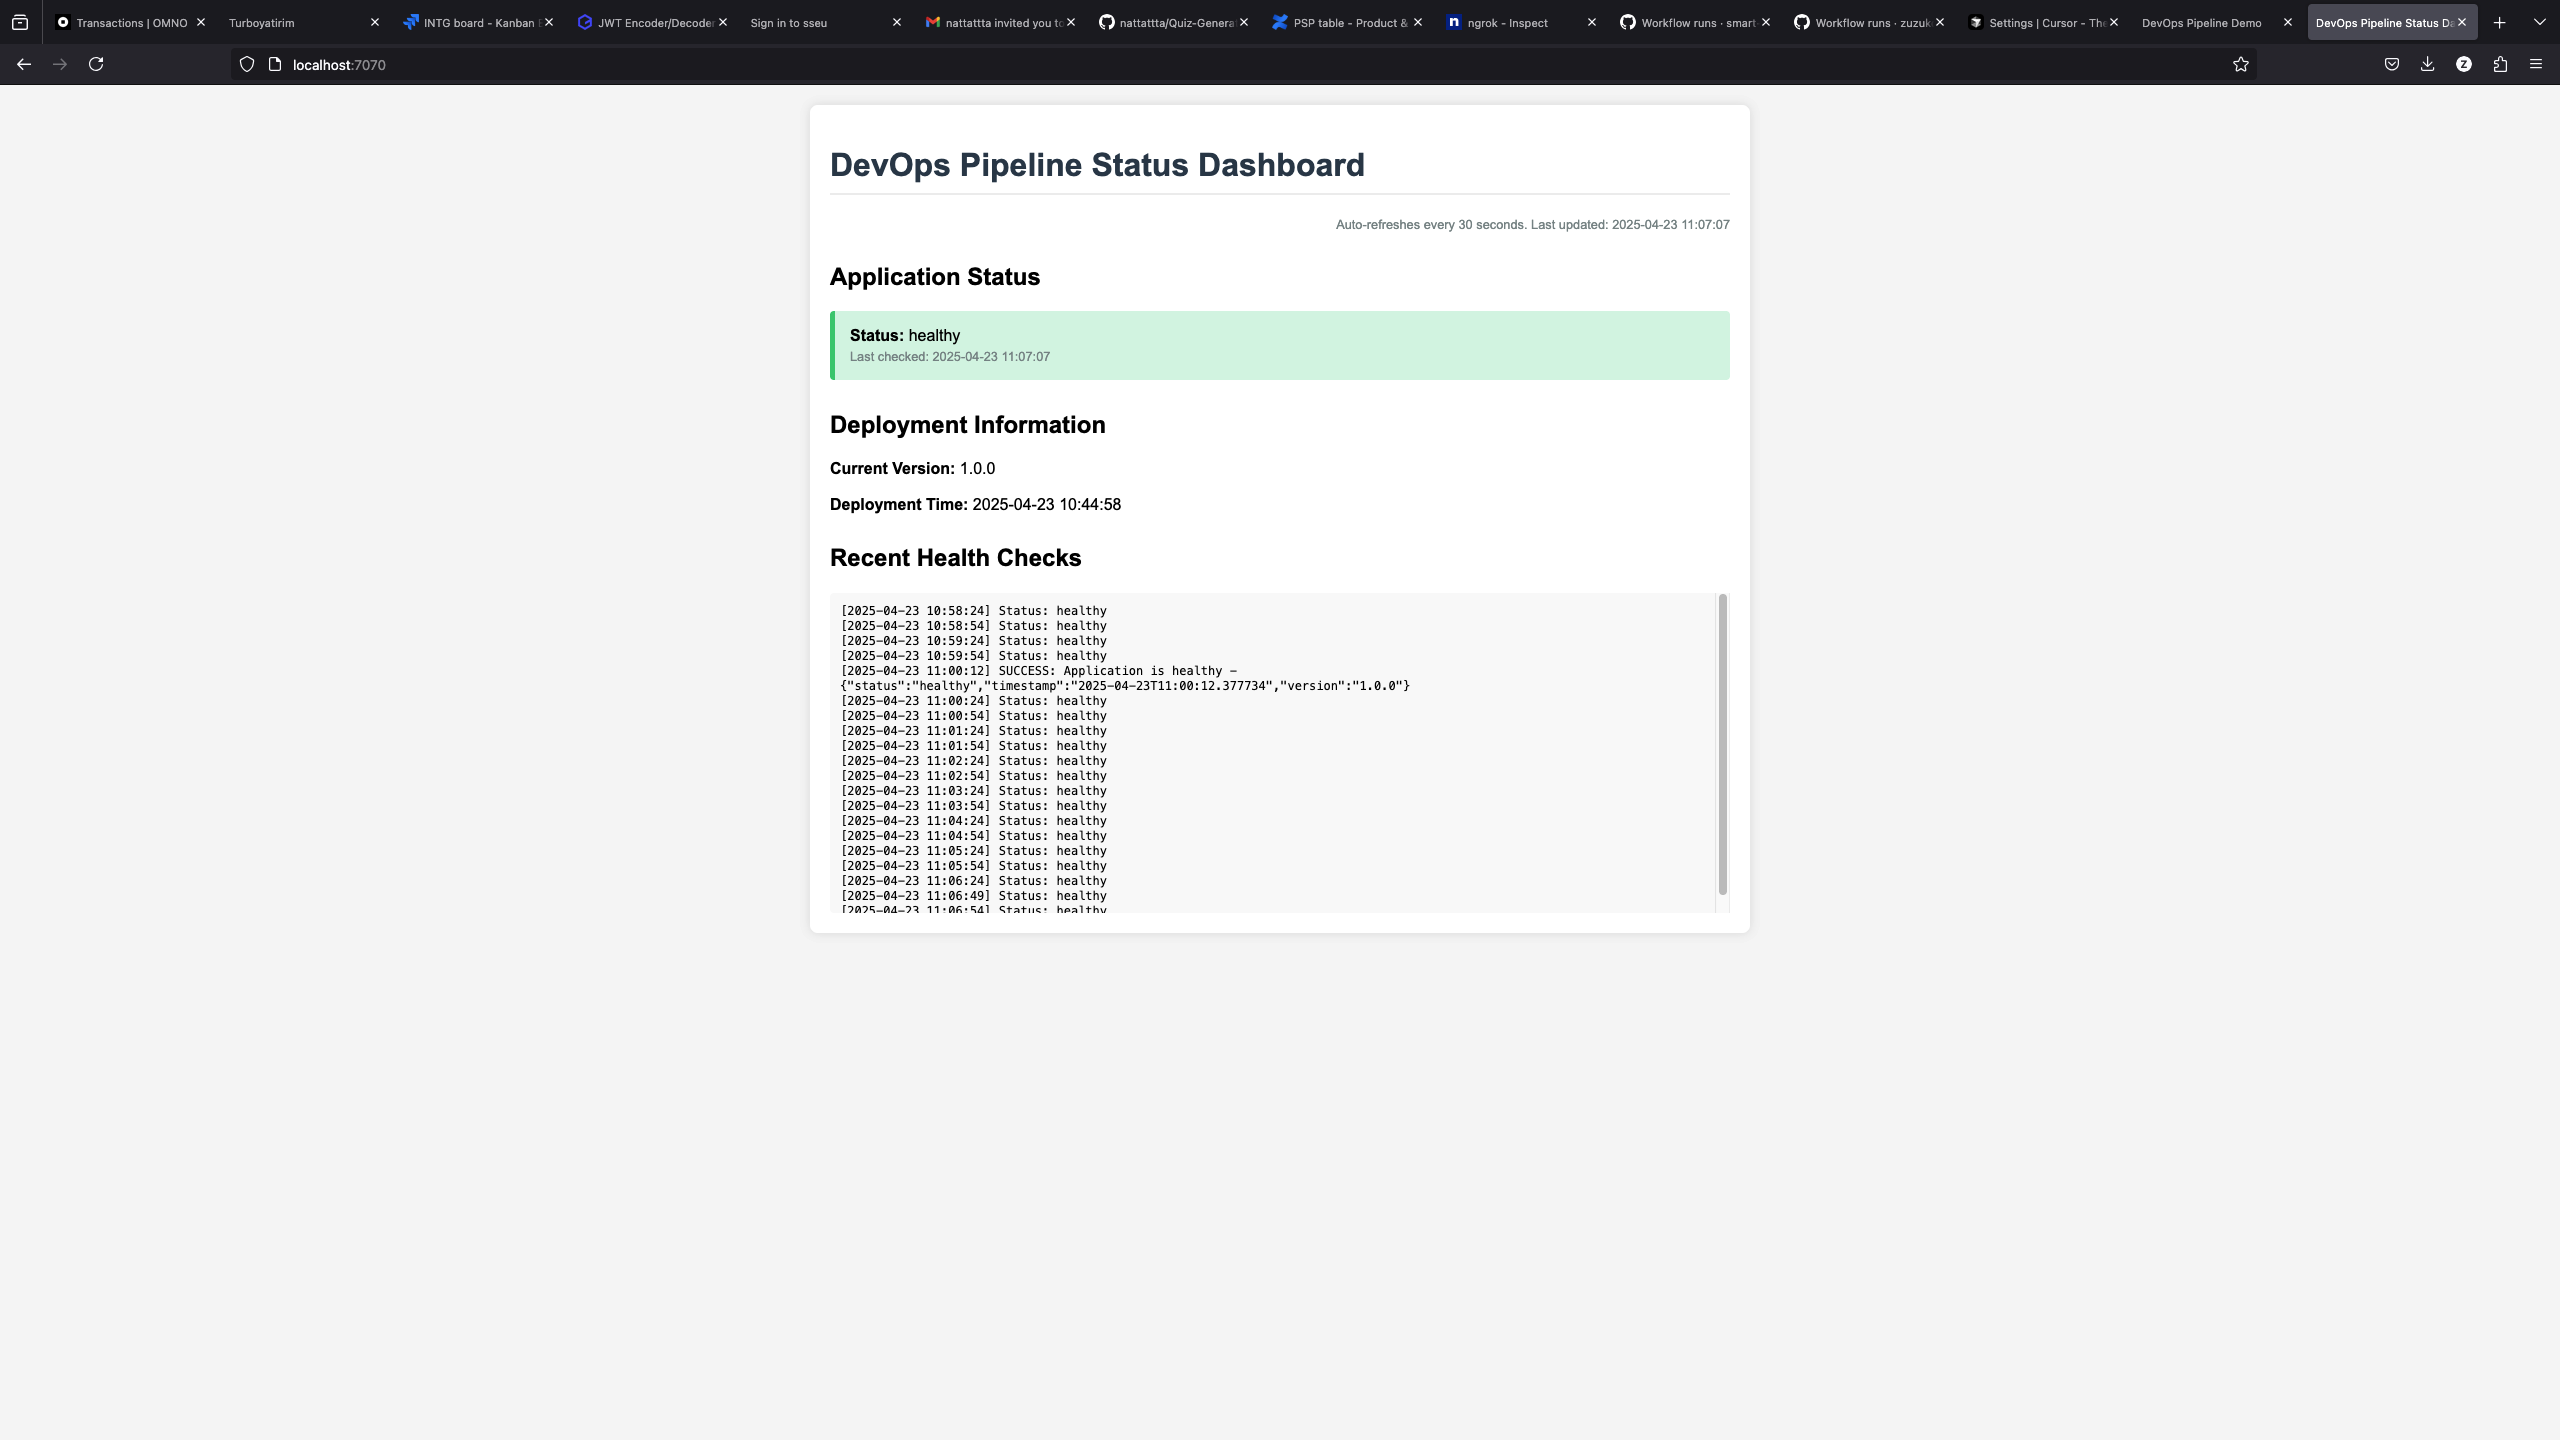 Transactions | OMNO
Turboyatirim
INTG board - Kanban
JWT Encoder/Decoder
Sign in to sseu
nattattta invited you to
nattattta/Quiz-Genera
PSP table - Product &
ngrok - Inspect
Workflow runs · smart-
Workflow runs · zuzuk
Settings | Cursor - The
DevOps Pipeline Demo
DevOps Pipeline Status Da
localhost:7070
Z
DevOps Pipeline Status Dashboard
Auto-refreshes every 30 seconds. Last updated: 2025-04-23 11:07:07
Application Status
Status: healthy
Last checked: 2025-04-23 11:07:07
Deployment Information
Current Version: 1.0.0
Deployment Time: 2025-04-23 10:44:58
Recent Health Checks
[2025-04-23 10:58:24] Status: healthy
[2025-04-23 10:58:54] Status: healthy
[2025-04-23 10:59:24] Status: healthy
[2025-04-23 10:59:54] Status: healthy
[2025-04-23 11:00:12] SUCCESS: Application is healthy -
{"status":"healthy","timestamp":"2025-04-23T11:00:12.377734","version":"1.0.0"}
[2025-04-23 11:00:24] Status: healthy
[2025-04-23 11:00:54] Status: healthy
[2025-04-23 11:01:24] Status: healthy
[2025-04-23 11:01:54] Status: healthy
[2025-04-23 11:02:24] Status: healthy
[2025-04-23 11:02:54] Status: healthy
[2025-04-23 11:03:24] Status: healthy
[2025-04-23 11:03:54] Status: healthy
[2025-04-23 11:04:24] Status: healthy
[2025-04-23 11:04:54] Status: healthy
[2025-04-23 11:05:24] Status: healthy
[2025-04-23 11:05:54] Status: healthy
[2025-04-23 11:06:24] Status: healthy
[2025-04-23 11:06:49] Status: healthy
[2025-04-23 11:06:54] Status: healthy